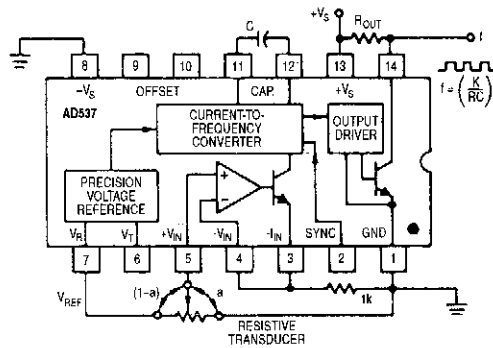 C
+VS
ROUT
f
8
9
10
11
12
13
14
f = (K/RC)
-VS
OFFSET
CAP.
+VS
AD537
CURRENT-TO-
FREQUENCY
CONVERTER
OUTPUT
DRIVER
PRECISION
VOLTAGE
REFERENCE
+
-
VR
VT
+VIN
-VIN
-IIN
SYNC
GND
7
6
5
4
3
2
1
VREF
(1-a)
a
1k
RESISTIVE
TRANSDUCER